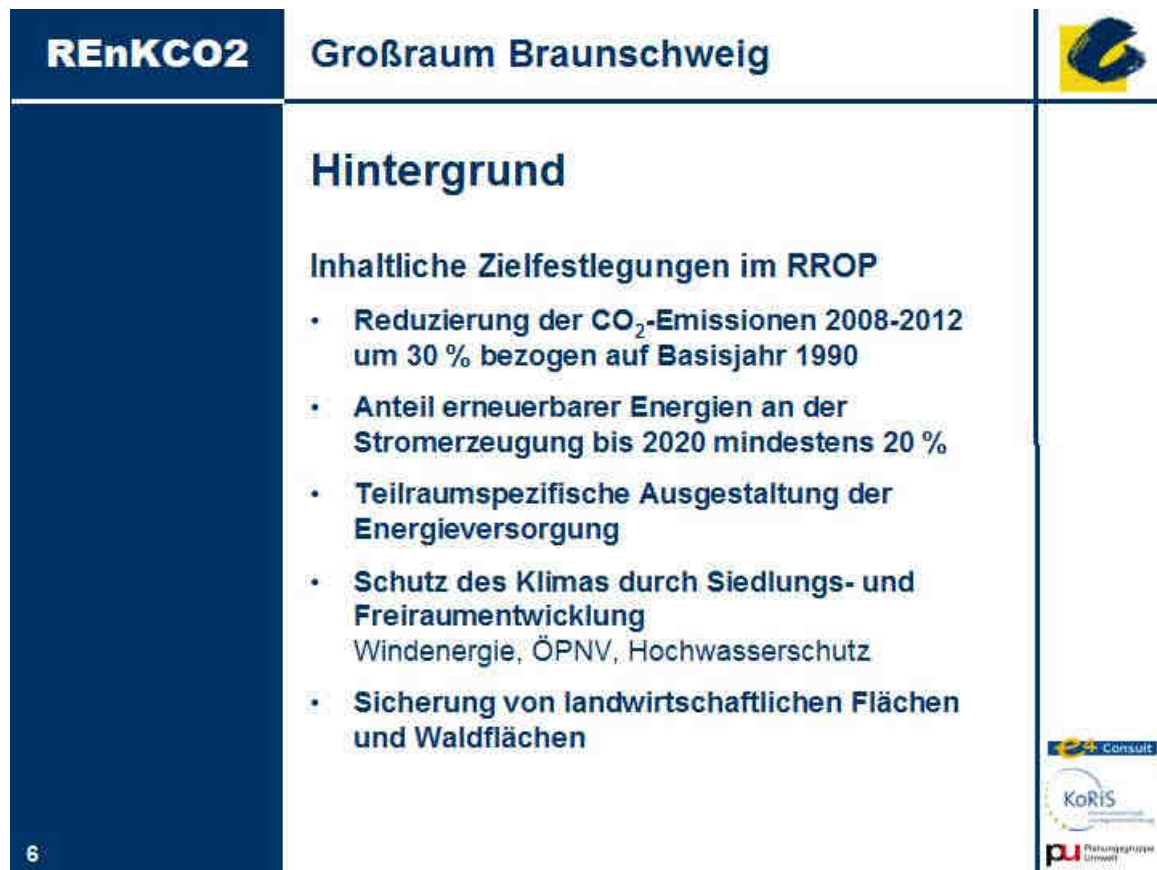 REnKCO2
Großraum Braunschweig
Hintergrund
Inhaltliche Zielfestlegungen im RROP
• Reduzierung der CO₂-Emissionen 2008-2012
um 30 % bezogen auf Basisjahr 1990
• Anteil erneuerbarer Energien an der
Stromerzeugung bis 2020 mindestens 20 %
• Teilraumspezifische Ausgestaltung der
Energieversorgung
• Schutz des Klimas durch Siedlungs- und
Freiraumentwicklung
Windenergie, ÖPNV, Hochwasserschutz
• Sicherung von landwirtschaftlichen Flächen
und Waldflächen
e4 Consult
KoRiS
pu Planungsgruppe
Umwelt
6